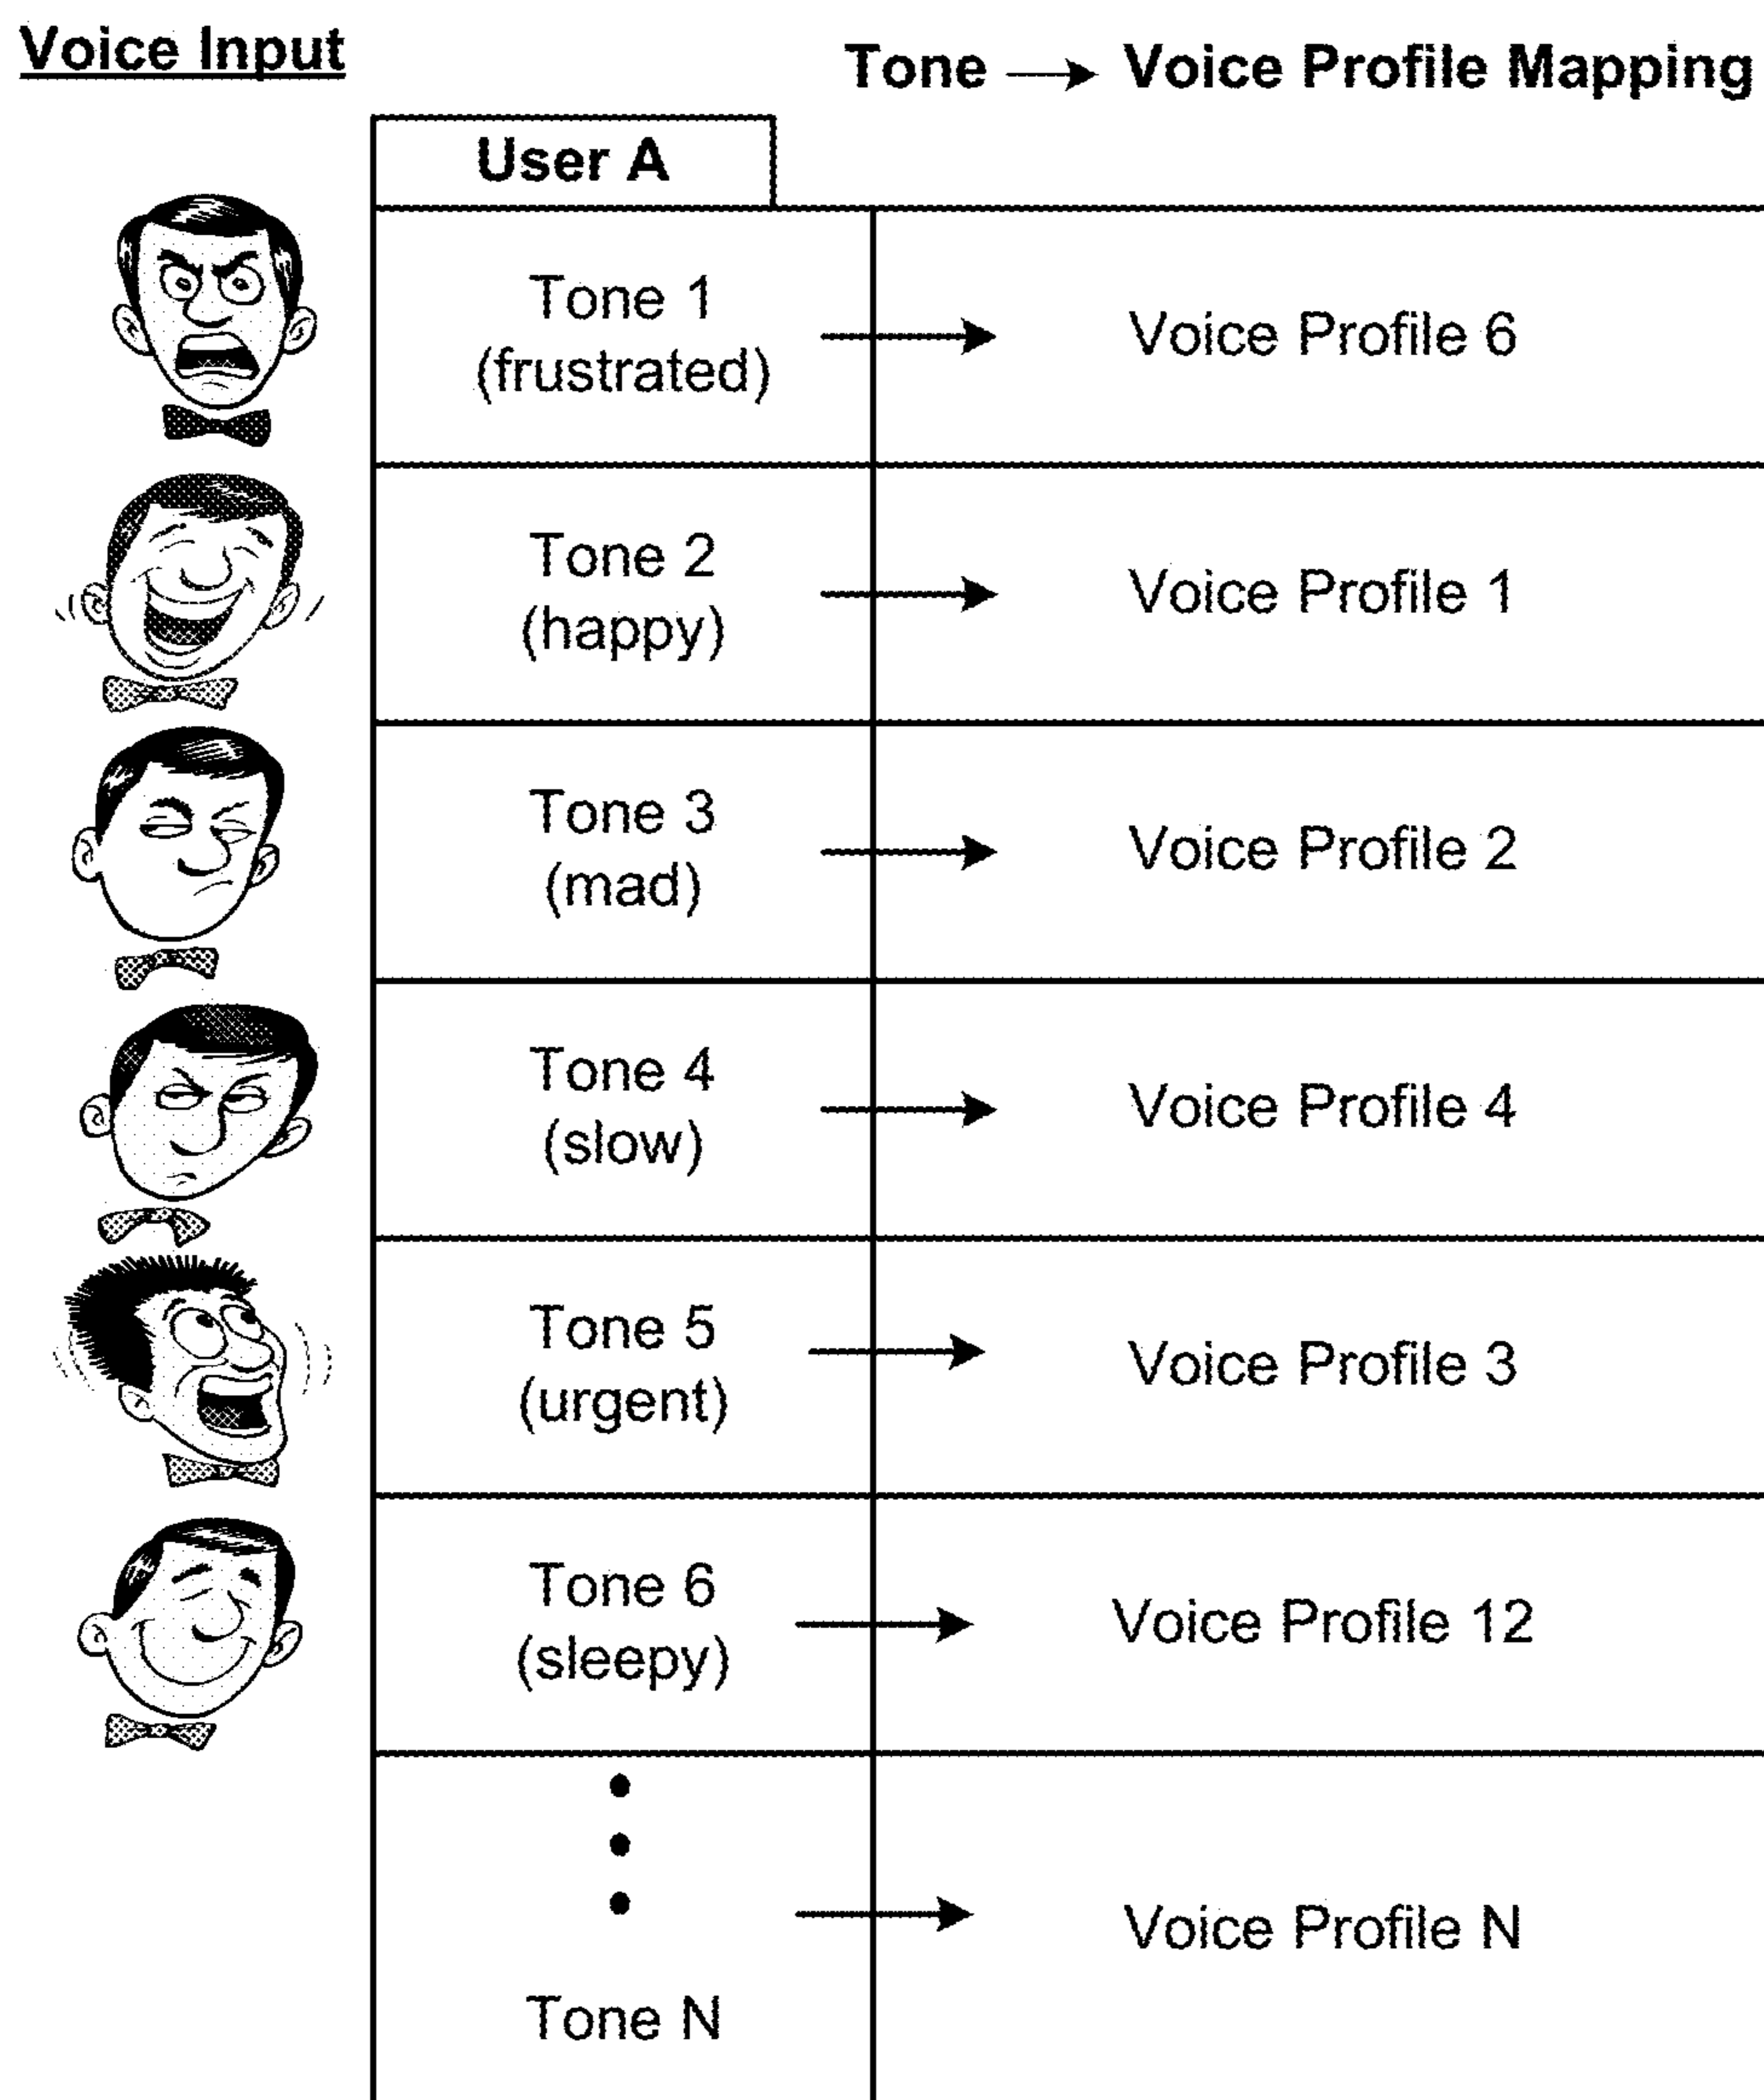 Voice Input
Tone → Voice Profile Mapping
User A
Tone 1
(frustrated)
Voice Profile 6
Tone 2
(happy)
Voice Profile 1
Tone 3
(mad)
Voice Profile 2
Tone 4
(slow)
Voice Profile 4
Tone 5
(urgent)
Voice Profile 3
Tone 6
(sleepy)
Voice Profile 12
Voice Profile N
Tone N